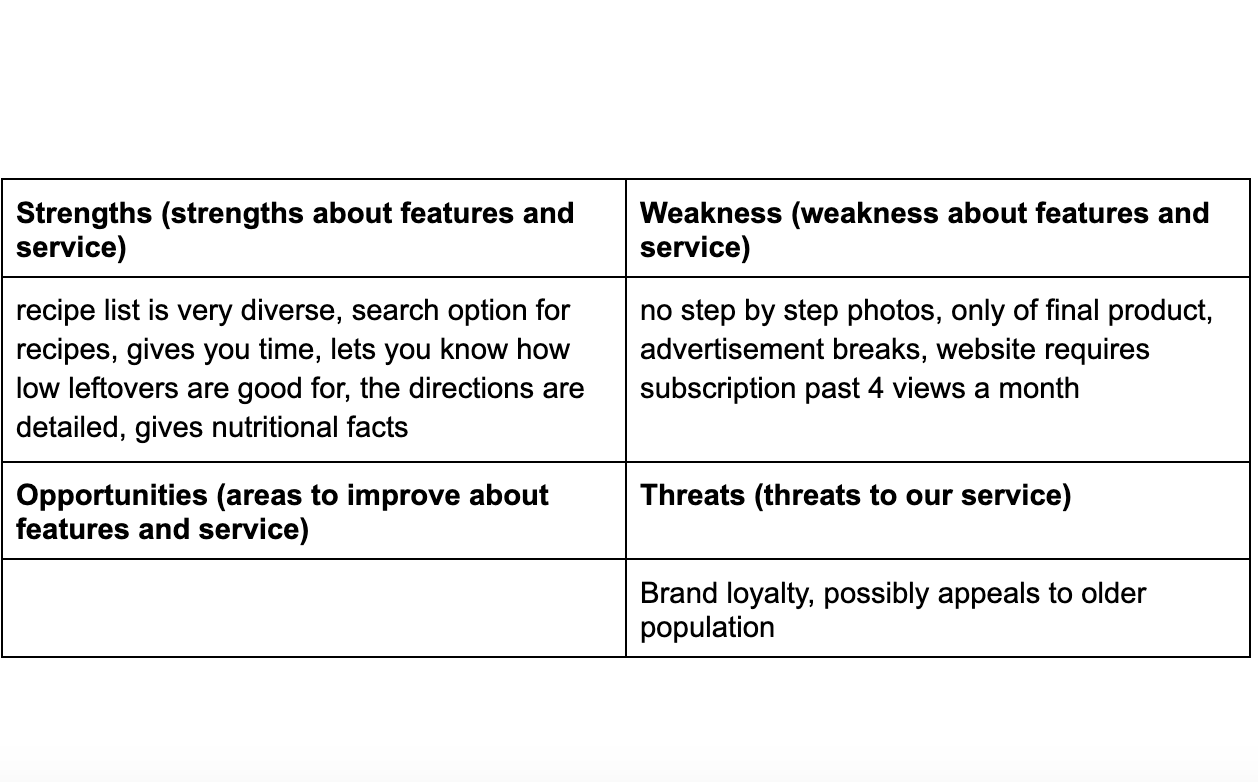 Strengths (strengths about features and
service)
Weakness (weakness about features and
service)
recipe list is very diverse, search option for
recipes, gives you time, lets you know how
low leftovers are good for, the directions are
detailed, gives nutritional facts
no step by step photos, only of final product,
advertisement breaks, website requires
subscription past 4 views a month
Opportunities (areas to improve about
features and service)
Threats (threats to our service)
Brand loyalty, possibly appeals to older
population